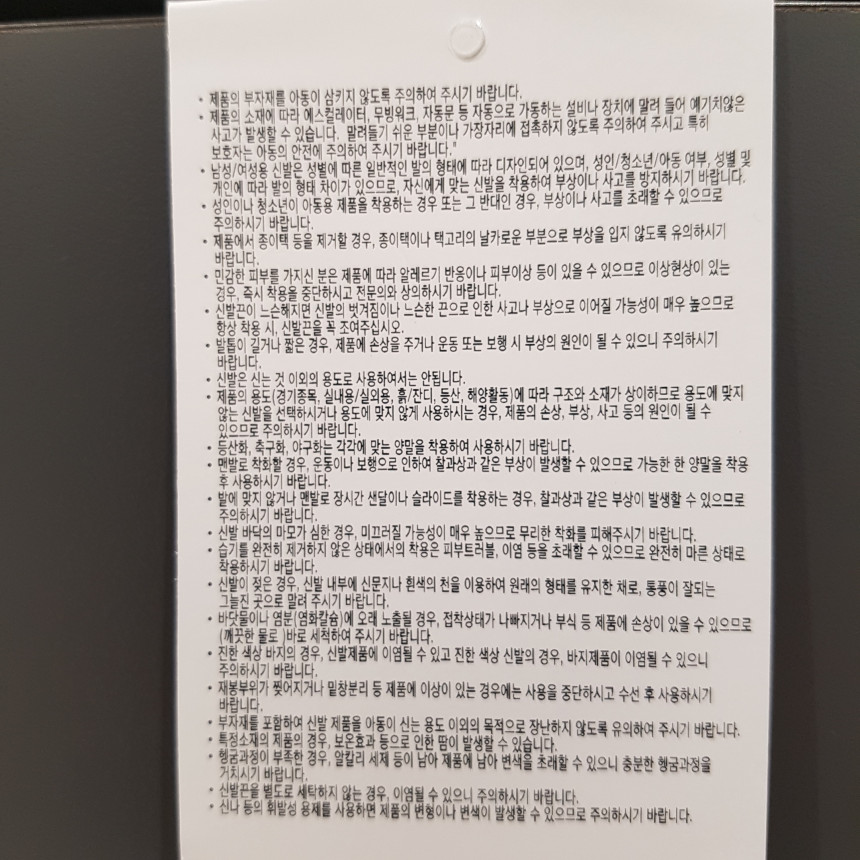 • 제품의 부자재를 아동이 삼키지 않도록 주의하여 주시기 바랍니다.
• 제품의 소재에 따라 에스컬레이터, 무빙워크, 자동문 등 자동으로 가동하는 설비나 장치에 말려 들어 예기치않은
사고가 발생할 수 있습니다. 말려들기 쉬운 부분이나 가장자리에 접촉하지 않도록 주의하여 주시고 특히
보호자는 아동의 안전에 주의하여 주시기 바랍니다."
• 남성/여성용 신발은 성별에 따른 일반적인 발의 형태에 따라 디자인되어 있으며, 성인/청소년/아동 여부, 성별 및
개인에 따라 발의 형태 차이가 있으므로, 자신에게 맞는 신발을 착용하여 부상이나 사고를 방지하시기 바랍니다.
• 성인이나 청소년이 아동용 제품을 착용하는 경우 또는 그 반대인 경우, 부상이나 사고를 초래할 수 있으므로
주의하시기 바랍니다.
• 제품에서 종이택 등을 제거할 경우, 종이택이나 택고리의 날카로운 부분으로 부상을 입지 않도록 유의하시기
바랍니다.
• 민감한 피부를 가지신 분은 제품에 따라 알레르기 반응이나 피부이상 등이 있을 수 있으므로 이상현상이 있는
경우, 즉시 착용을 중단하시고 전문의와 상의하시기 바랍니다.
• 신발끈이 느슨해지면 신발의 벗겨짐이나 느슨한 끈으로 인한 사고나 부상으로 이어질 가능성이 매우 높으므로
항상 착용 시, 신발끈을 꼭 조여주십시오.
• 발톱이 길거나 짧은 경우, 제품에 손상을 주거나 운동 또는 보행 시 부상의 원인이 될 수 있으니 주의하시기
바랍니다.
• 신발은 신는 것 이외의 용도로 사용하여서는 안됩니다.
• 제품의 용도(경기종목, 실내용/실외용, 흙/잔디, 등산, 해양활동)에 따라 구조와 소재가 상이하므로 용도에 맞지
않는 신발을 선택하시거나 용도에 맞지 않게 사용하시는 경우, 제품의 손상, 부상, 사고 등의 원인이 될 수
있으므로 주의하시기 바랍니다.
• 등산화, 축구화, 야구화는 각각에 맞는 양말을 착용하여 사용하시기 바랍니다.
• 맨발로 착화할 경우, 운동이나 보행으로 인하여 찰과상과 같은 부상이 발생할 수 있으므로 가능한 한 양말을 착용
후 사용하시기 바랍니다.
• 발에 맞지 않거나 맨발로 장시간 샌달이나 슬라이드를 착용하는 경우, 찰과상과 같은 부상이 발생할 수 있으므로
주의하시기 바랍니다.
• 신발 바닥의 마모가 심한 경우, 미끄러질 가능성이 매우 높으므로 무리한 착화를 피해주시기 바랍니다.
• 습기를 완전히 제거하지 않은 상태에서의 착용은 피부트러블, 이염 등을 초래할 수 있으므로 완전히 마른 상태로
착용하시기 바랍니다.
• 신발이 젖은 경우, 신발 내부에 신문지나 흰색의 천을 이용하여 원래의 형태를 유지한 채로, 통풍이 잘되는
그늘진 곳으로 말려 주시기 바랍니다.
• 바닷물이나 염분(염화칼슘)에 오래 노출될 경우, 접착상태가 나빠지거나 부식 등 제품에 손상이 있을 수 있으므로
(깨끗한 물로 )바로 세척하여 주시기 바랍니다.
• 진한 색상 바지의 경우, 신발제품에 이염될 수 있고 진한 색상 신발의 경우, 바지제품이 이염될 수 있으니
주의하시기 바랍니다.
• 재봉부위가 찢어지거나 밑창분리 등 제품에 이상이 있는 경우에는 사용을 중단하시고 수선 후 사용하시기
바랍니다.
• 부자재를 포함하여 신발 제품을 아동이 신는 용도 이외의 목적으로 장난하지 않도록 유의하여 주시기 바랍니다.
• 특정소재의 제품의 경우, 보온효과 등으로 인한 땀이 발생할 수 있습니다.
• 헹굼과정이 부족한 경우, 알칼리 세제 등이 남아 제품에 남아 변색을 초래할 수 있으니 충분한 헹굼과정을
거치시기 바랍니다.
• 신발끈을 별도로 세탁하지 않는 경우, 이염될 수 있으니 주의하시기 바랍니다.
• 신나 등의 휘발성 용제를 사용하면 제품의 변형이나 변색이 발생할 수 있으므로 주의하시기 바랍니다.